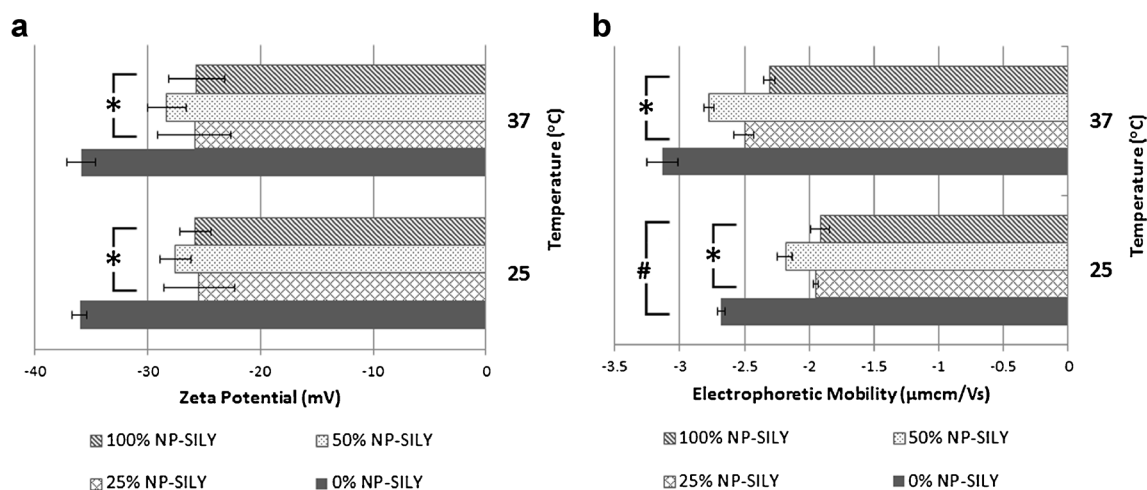 a
*
37
*
25
Temperature (°C)
-40 -30 -20 -10 0
Zeta Potential (mV)
100% NP-SILY 50% NP-SILY
25% NP-SILY 0% NP-SILY
b
*
37
# *
25
Temperature (°C)
-3.5 -3 -2.5 -2 -1.5 -1 -0.5 0
Electrophoretic Mobility (µmcm/Vs)
100% NP-SILY 50% NP-SILY
25% NP-SILY 0% NP-SILY